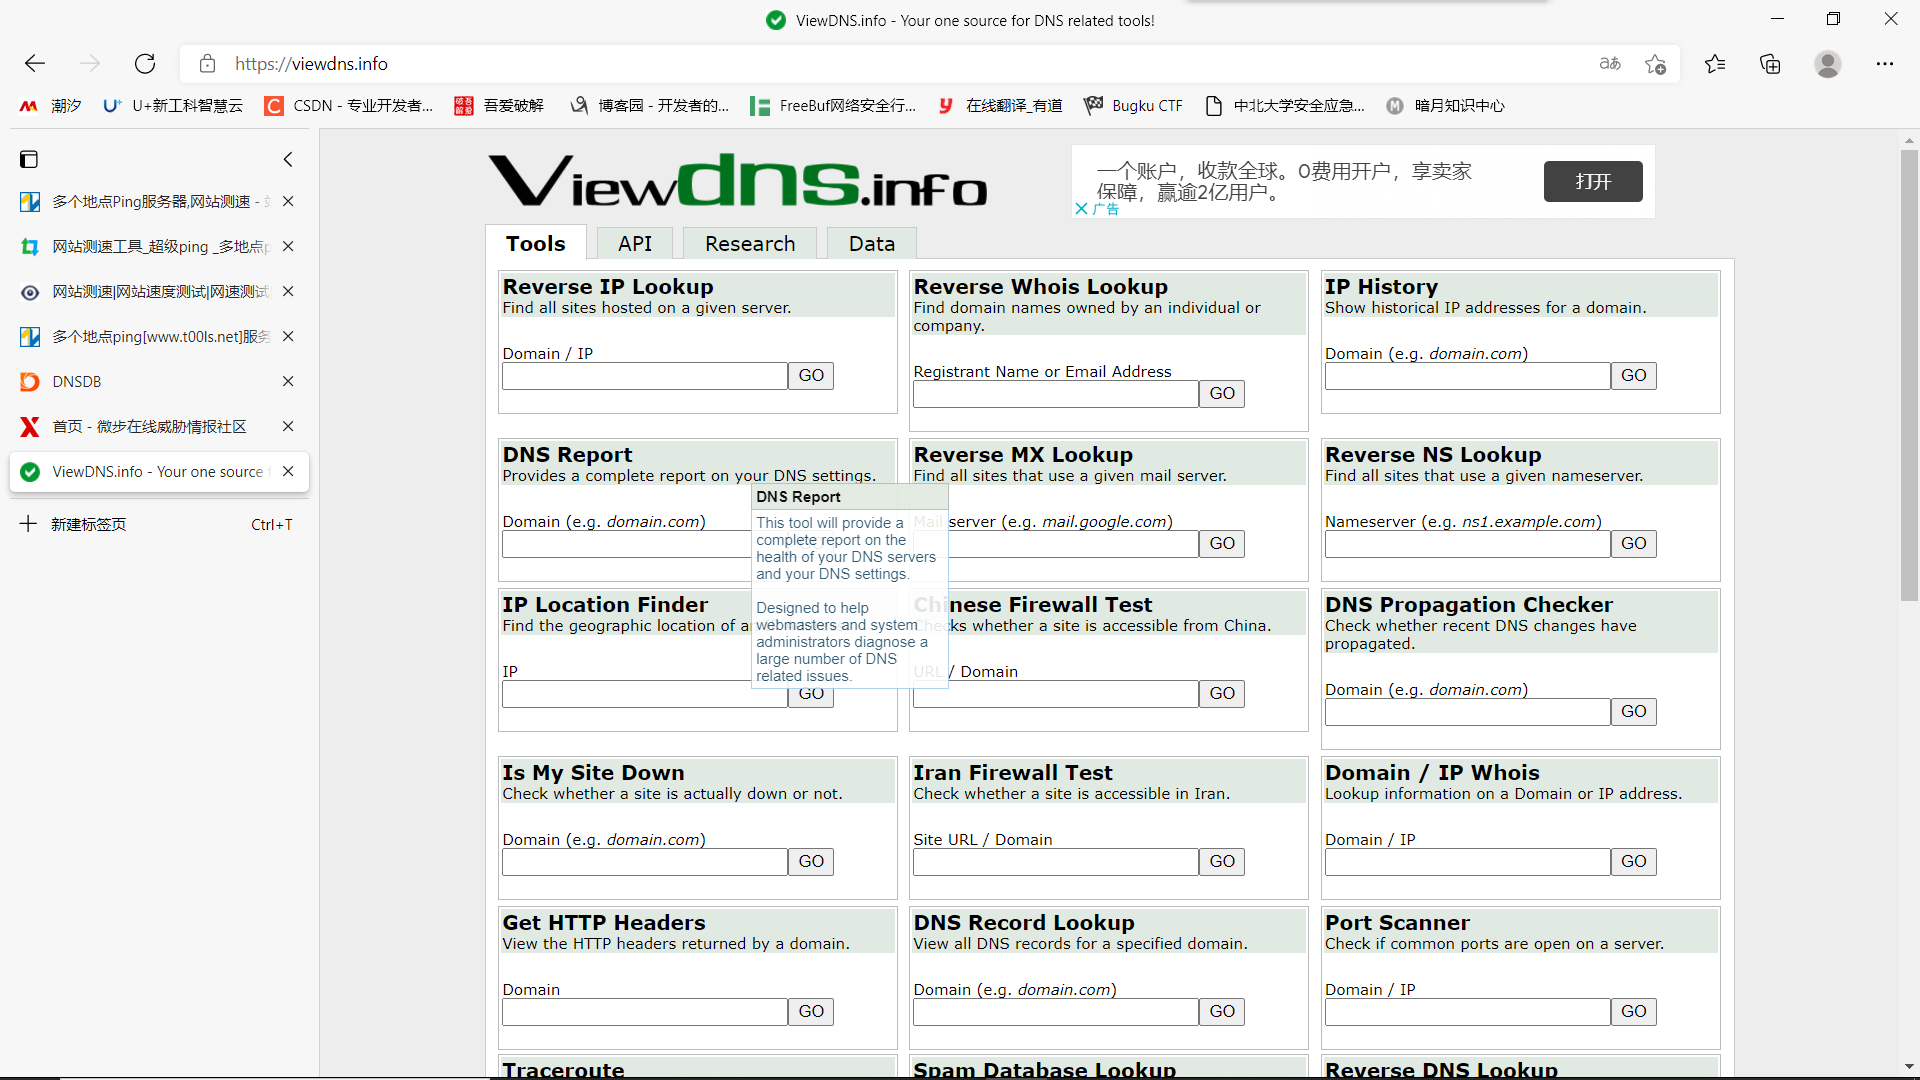 ViewDNS.info - Your one source for DNS related tools!
https://viewdns.info
潮汐
U+新工科智慧云
CSDN - 专业开发者...
吾爱破解
博客园 - 开发者的...
FreeBuf网络安全行...
在线翻译_有道
Bugku CTF
中北大学安全应急...
暗月知识中心
多个地点Ping服务器,网站测速 -
网站测速工具_超级ping _多地点p
网站测速|网站速度测试|网速测试
多个地点ping[www.t00ls.net]服务
DNSDB
首页 - 微步在线威胁情报社区
ViewDNS.info - Your one source
新建标签页 Ctrl+T
Viewdns.info
一个账户，收款全球。0费用开户，享卖家
保障，赢逾2亿用户。
打开
广告
Tools API Research Data
Reverse IP Lookup
Find all sites hosted on a given server.
Domain / IP
GO
Reverse Whois Lookup
Find domain names owned by an individual or
company.
Registrant Name or Email Address
GO
IP History
Show historical IP addresses for a domain.
Domain (e.g. domain.com)
GO
DNS Report
Provides a complete report on your DNS settings.
Domain (e.g. domain.com)
DNS Report
This tool will provide a
complete report on the
health of your DNS servers
and your DNS settings.
Designed to help
webmasters and system
administrators diagnose a
large number of DNS
related issues.
Reverse MX Lookup
Find all sites that use a given mail server.
Mail server (e.g. mail.google.com)
GO
Reverse NS Lookup
Find all sites that use a given nameserver.
Nameserver (e.g. ns1.example.com)
GO
IP Location Finder
Find the geographic location of
IP
GO
Chinese Firewall Test
Checks whether a site is accessible from China.
URL / Domain
GO
DNS Propagation Checker
Check whether recent DNS changes have
propagated.
Domain (e.g. domain.com)
GO
Is My Site Down
Check whether a site is actually down or not.
Domain (e.g. domain.com)
GO
Iran Firewall Test
Check whether a site is accessible in Iran.
Site URL / Domain
GO
Domain / IP Whois
Lookup information on a Domain or IP address.
Domain / IP
GO
Get HTTP Headers
View the HTTP headers returned by a domain.
Domain
GO
DNS Record Lookup
View all DNS records for a specified domain.
Domain (e.g. domain.com)
GO
Port Scanner
Check if common ports are open on a server.
Domain / IP
GO
Traceroute
Spam Database Lookup
Reverse DNS Lookup